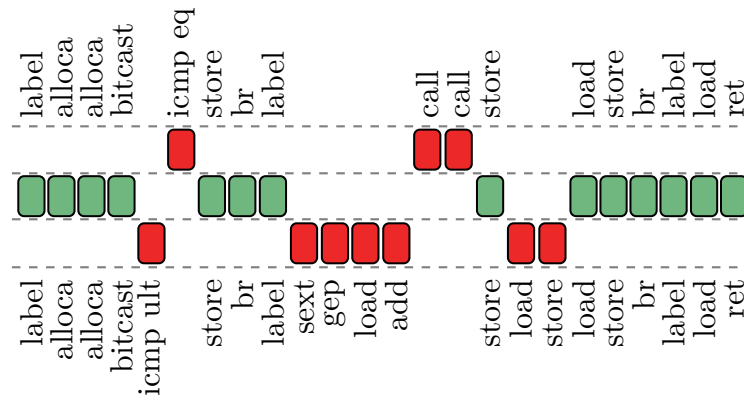 label
alloca
alloca
bitcast
icmp eq
store
br
label
call
call
store
load
store
br
label
load
ret
label
alloca
alloca
bitcast
icmp ult
store
br
label
sext
gep
load
add
store
load
store
load
store
br
label
load
ret